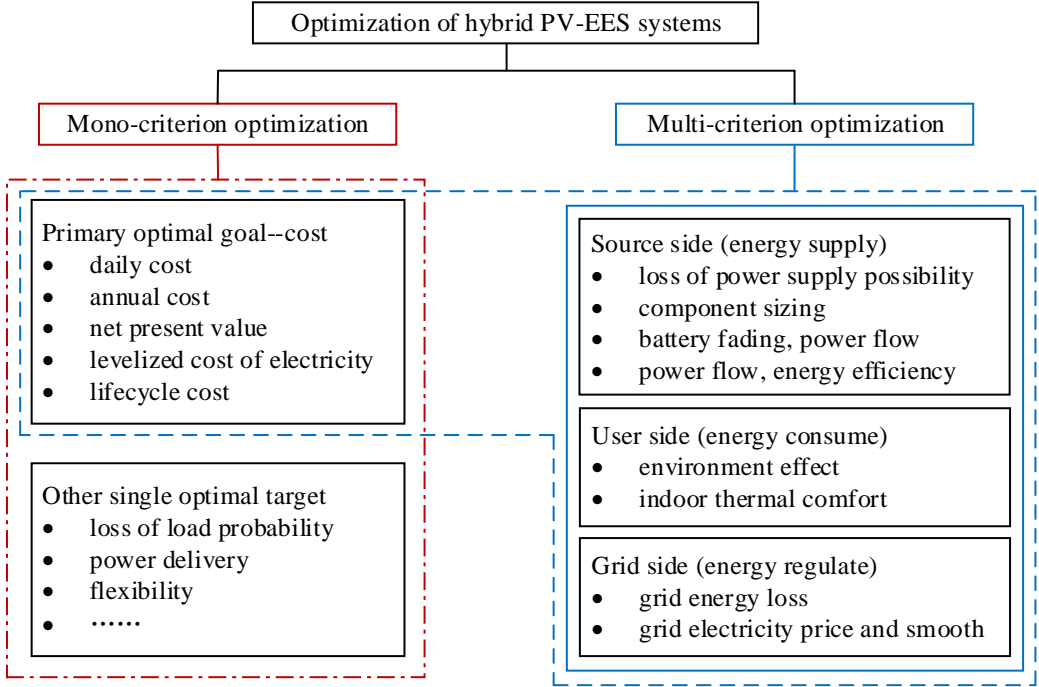 Optimization of hybrid PV-EES systems
Mono-criterion optimization
Multi-criterion optimization
Primary optimal goal--cost
• daily cost
• annual cost
• net present value
• levelized cost of electricity
• lifecycle cost
Other single optimal target
• loss of load probability
• power delivery
• flexibility
• ......
Source side (energy supply)
• loss of power supply possibility
• component sizing
• battery fading, power flow
• power flow, energy efficiency
User side (energy consume)
• environment effect
• indoor thermal comfort
Grid side (energy regulate)
• grid energy loss
• grid electricity price and smooth